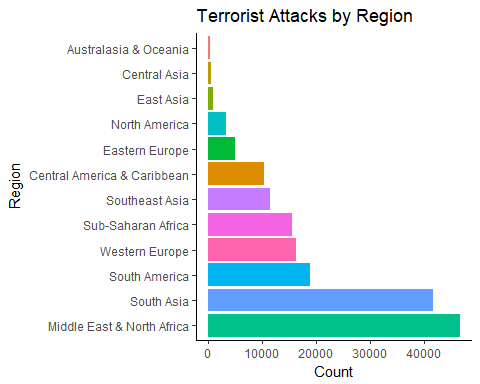 Terrorist Attacks by Region
Region
Australasia & Oceania
Central Asia
East Asia
North America
Eastern Europe
Central America & Caribbean
Southeast Asia
Sub-Saharan Africa
Western Europe
South America
South Asia
Middle East & North Africa
0 10000 20000 30000 40000
Count